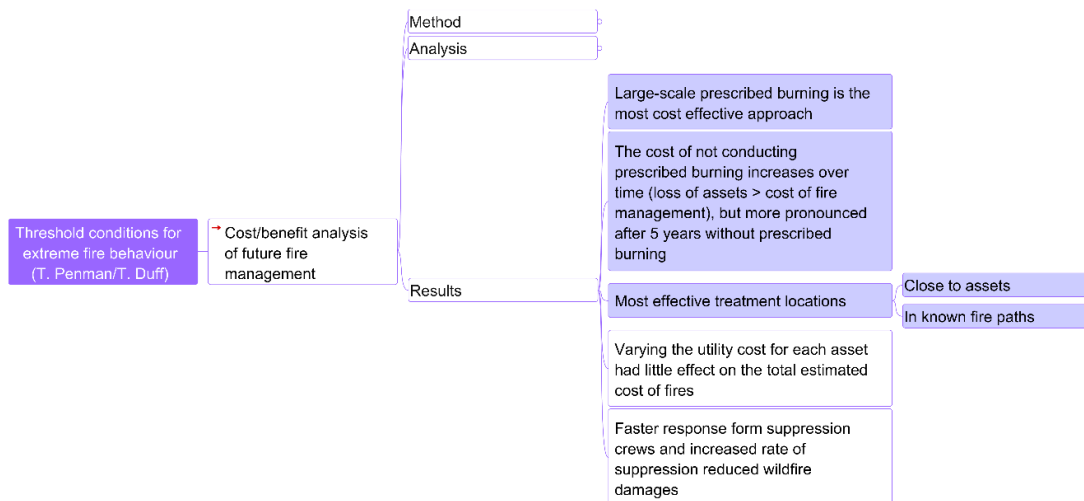 Method
Analysis
Large-scale prescribed burning is the
most cost effective approach
The cost of not conducting
prescribed burning increases over
time (loss of assets > cost of fire
management), but more pronounced
after 5 years without prescribed
burning
Threshold conditions for
extreme fire behaviour
(T. Penman/T. Duff)
Cost/benefit analysis
of future fire
management
Results
Most effective treatment locations
Close to assets
In known fire paths
Varying the utility cost for each asset
had little effect on the total estimated
cost of fires
Faster response form suppression
crews and increased rate of
suppression reduced wildfire
damages